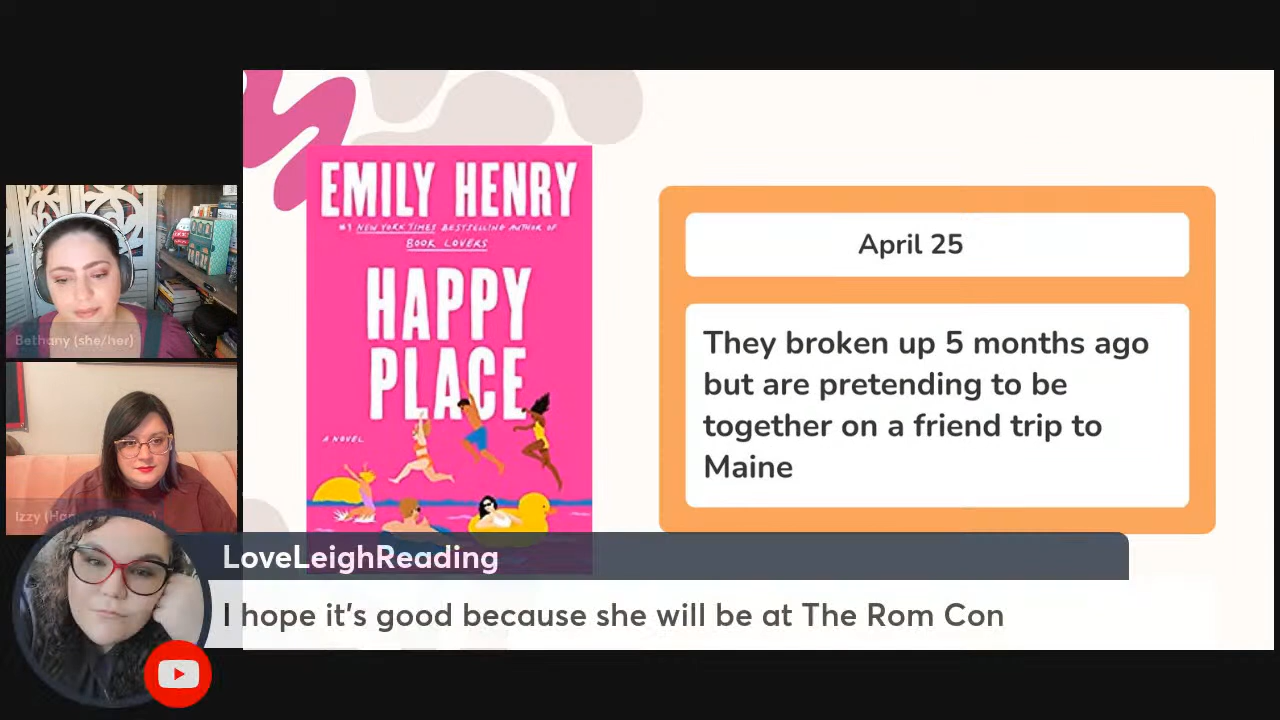 EMILY HENRY
#1 NEW YORK TIMES BESTSELLING AUTHOR OF
BOOK LOVERS
HAPPY
PLACE
A NOVEL
April 25
They broken up 5 months ago
but are pretending to be
together on a friend trip to
Maine
Bethany (she/her)
Izzy
LoveLeighReading
I hope it's good because she will be at The Rom Con